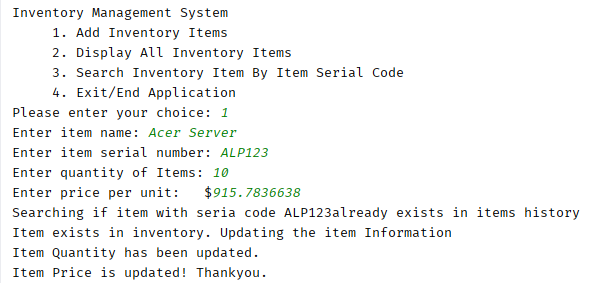 Inventory Management System
1. Add Inventory Items
2. Display All Inventory Items
3. Search Inventory Item By Item Serial Code
4. Exit/End Application
Please enter your choice: 1
Enter item name: Acer Server
Enter item serial number: ALP123
Enter quantity of Items: 10
Enter price per unit:   $915.7836638
Searching if item with seria code ALP123already exists in items history
Item exists in inventory. Updating the item Information
Item Quantity has been updated.
Item Price is updated! Thankyou.